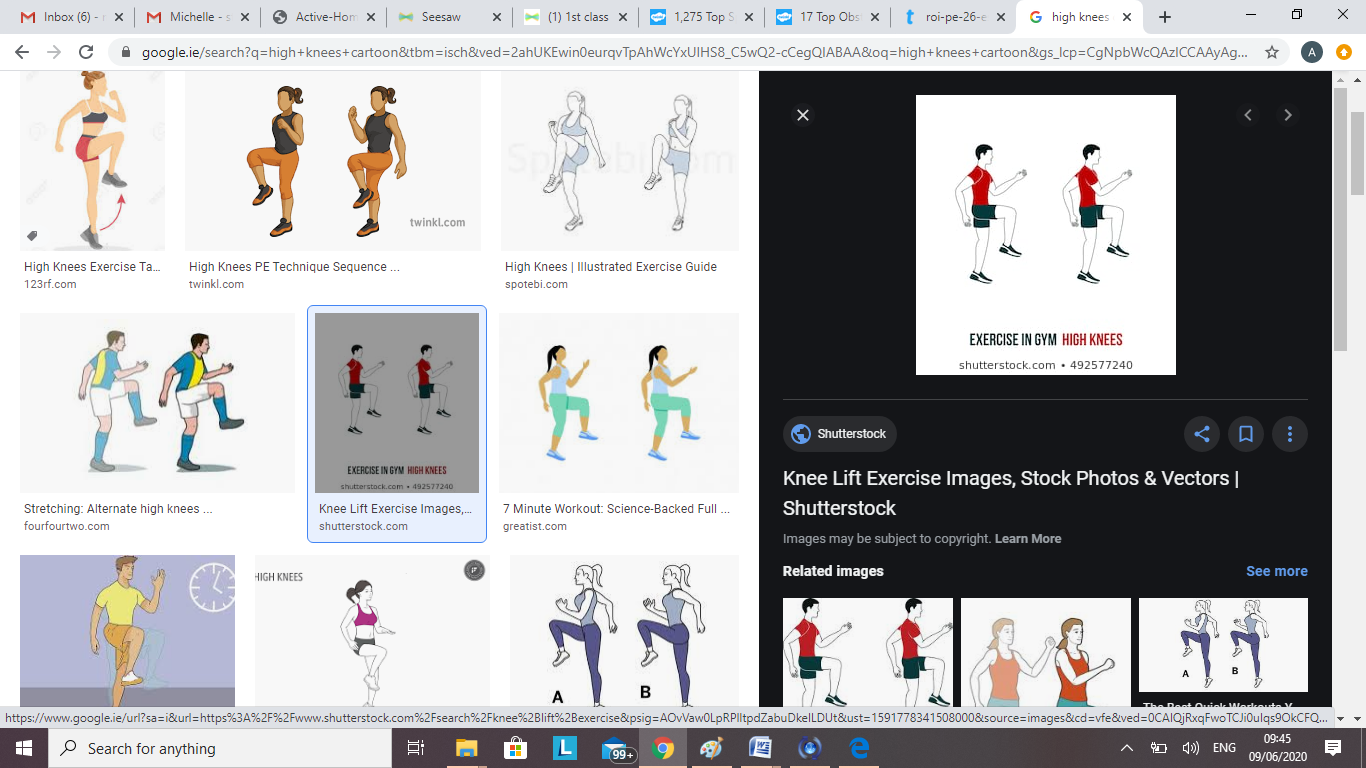 Inbox (6) -
Michelle - s
Active-Hom
Seesaw
(1) 1st class
1,275 Top S
17 Top Obs
roi-pe-26-e
high knees
google.ie/search?q=high+knees+cartoon&tbm=isch&ved=2ahUKEwin0eurqvTpAhWcYxUIHS8_C5wQ2-cCegQIABAA&oq=high+knees+cartoon&gs_lcp=CgNpbWcQAzICCAAyAg...
A
twinkl.com
Spotebi.com
High Knees Exercise Ta...
123rf.com
High Knees PE Technique Sequence ...
twinkl.com
High Knees | Illustrated Exercise Guide
spotebi.com
EXERCISE IN GYM HIGH KNEES
shutterstock.com • 492577240
Stretching: Alternate high knees ...
fourfourtwo.com
EXERCISE IN GYM HIGH KNEES
shutterstock.com • 492577240
Knee Lift Exercise Images,...
shutterstock.com
7 Minute Workout: Science-Backed Full ...
greatist.com
HIGH KNEES
A
B
Shutterstock
Knee Lift Exercise Images, Stock Photos & Vectors |
Shutterstock
Images may be subject to copyright. Learn More
Related images
See more
A
B
The Best Quick Workouts Y
https://www.google.ie/url?sa=i&url=https%3A%2F%2Fwww.shutterstock.com%2Fsearch%2Fknee%2Blift%2Bexercise&psig=AOvVaw0LpRPlItpdZabuDkeILDUt&ust=1591778341508000&source=images&cd=vfe&ved=0CAIQjRxqFwoTCJi0uIqs9OkCFQ...
Search for anything
L
99+
W
ENG
09:45
09/06/2020